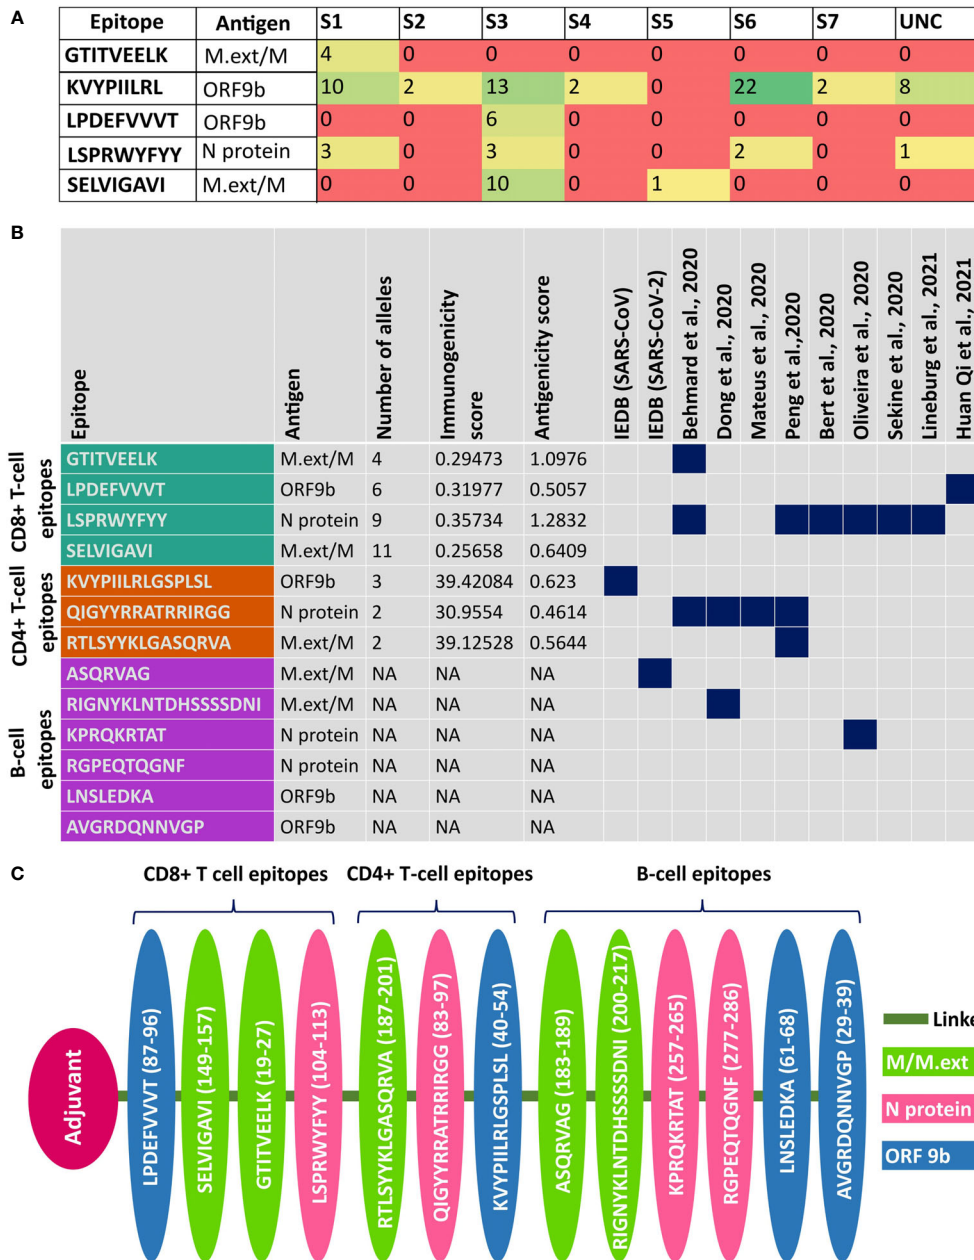 A
Epitope Antigen S1 S2 S3 S4 S5 S6 S7 UNC
GTITVEELK M.ext/M 4 0 0 0 0 0 0 0
KVYPIILRL ORF9b 10 2 13 2 0 22 2 8
LPDEFVVVT ORF9b 0 0 6 0 0 0 0 0
LSPRWYFYY N protein 3 0 3 0 0 2 0 1
SELVIGAVI M.ext/M 0 0 10 0 1 0 0 0
B
Epitope
Antigen
Number of alleles
Immunogenicity
score
Antigenicity score
IEDB (SARS-CoV)
IEDB (SARS-CoV-2)
Behmard et al., 2020
Dong et al., 2020
Mateus et al., 2020
Peng et al.,2020
Bert et al., 2020
Oliveira et al., 2020
Sekine et al., 2020
Lineburg et al., 2021
Huan Qi et al., 2021
CD8+ T-cell
epitopes
GTITVEELK M.ext/M 4 0.29473 1.0976
LPDEFVVVT ORF9b 6 0.31977 0.5057
LSPRWYFYY N protein 9 0.35734 1.2832
SELVIGAVI M.ext/M 11 0.25658 0.6409
CD4+ T-cell
epitopes
KVYPIILRLGSPLSL ORF9b 3 39.42084 0.623
QIGYYRRATRRIRGG N protein 2 30.9554 0.4614
RTLSYYKLGASQRVA M.ext/M 2 39.12528 0.5644
B-cell
epitopes
ASQRVAG M.ext/M NA NA NA
RIGNYKLNTDHSSSSDNI M.ext/M NA NA NA
KPRQKRTAT N protein NA NA NA
RGPEQTQGNF N protein NA NA NA
LNSLEDKA ORF9b NA NA NA
AVGRDQNNVGP ORF9b NA NA NA
C
CD8+ T cell epitopes CD4+ T-cell epitopes B-cell epitopes
Adjuvant
LPDEFVVVT (87-96)
SELVIGAVI (149-157)
GTITVEELK (19-27)
LSPRWYFYY (104-113)
RTLSYYKLGASQRVA (187-201)
QIGYYRRATRRIRGG (83-97)
KVYPIILRLGSPLSL (40-54)
ASQRVAG (183-189)
RIGNYKLNTDHSSSSDNI (200-217)
KPRQKRTAT (257-265)
RGPEQTQGNF (277-286)
LNSLEDKA (61-68)
AVGRDQNNVGP (29-39)
Linke
M/M.ext
N protein
ORF 9b